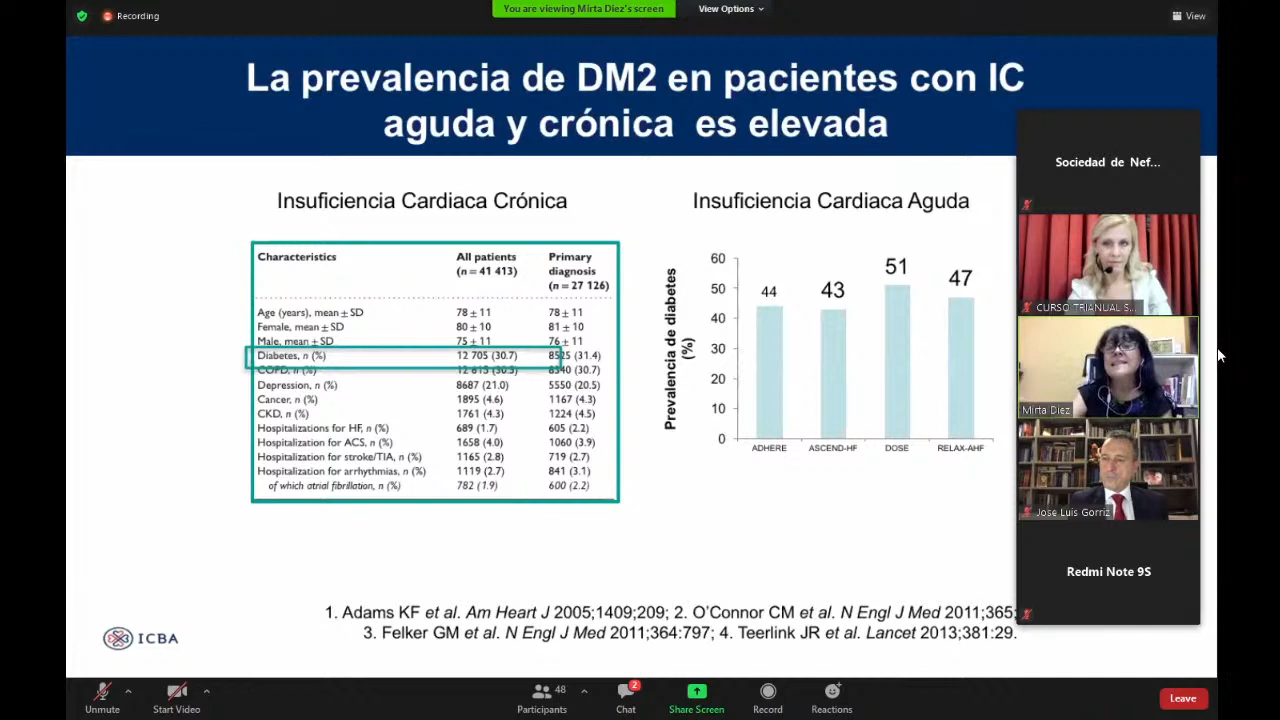 Recording
You are viewing Mirta Diez's screen
View Options
View
La prevalencia de DM2 en pacientes con IC
aguda y crónica es elevada
Insuficiencia Cardiaca Crónica
Characteristics All patients Primary
(n = 41 413) diagnosis
(n = 27 126)
Age (years), mean ± SD 78 ± 11 78 ± 11
Female, mean ± SD 80 ± 10 81 ± 10
Male, mean ± SD 75 ± 11 76 ± 11
Diabetes, n (%) 12 705 (30.7) 8525 (31.4)
COPD, n (%) 12 615 (30.5) 8340 (30.7)
Depression, n (%) 8687 (21.0) 5550 (20.5)
Cancer, n (%) 1895 (4.6) 1167 (4.3)
CKD, n (%) 1761 (4.3) 1224 (4.5)
Hospitalizations for HF, n (%) 689 (1.7) 605 (2.2)
Hospitalization for ACS, n (%) 1658 (4.0) 1060 (3.9)
Hospitalization for stroke/TIA, n (%) 1165 (2.8) 719 (2.7)
Hospitalization for arrhythmias, n (%) 1119 (2.7) 841 (3.1)
of which atrial fibrillation, n (%) 782 (1.9) 600 (2.2)
Insuficiencia Cardiaca Aguda
Prevalencia de diabetes
(%)
60
50
40
30
20
10
0
44 43 51 47
ADHERE ASCEND-HF DOSE RELAX-AHF
1. Adams KF et al. Am Heart J 2005;1409;209; 2. O'Connor CM et al. N Engl J Med 2011;365:
3. Felker GM et al. N Engl J Med 2011;364:797; 4. Teerlink JR et al. Lancet 2013;381:29.
ICBA
Sociedad de Nef...
CURSO TRIANUAL S...
Mirta Diez
Jose Luis Gorriz
Redmi Note 9S
Unmute
Start Video
48
Participants
2
Chat
Share Screen
Record
Reactions
Leave